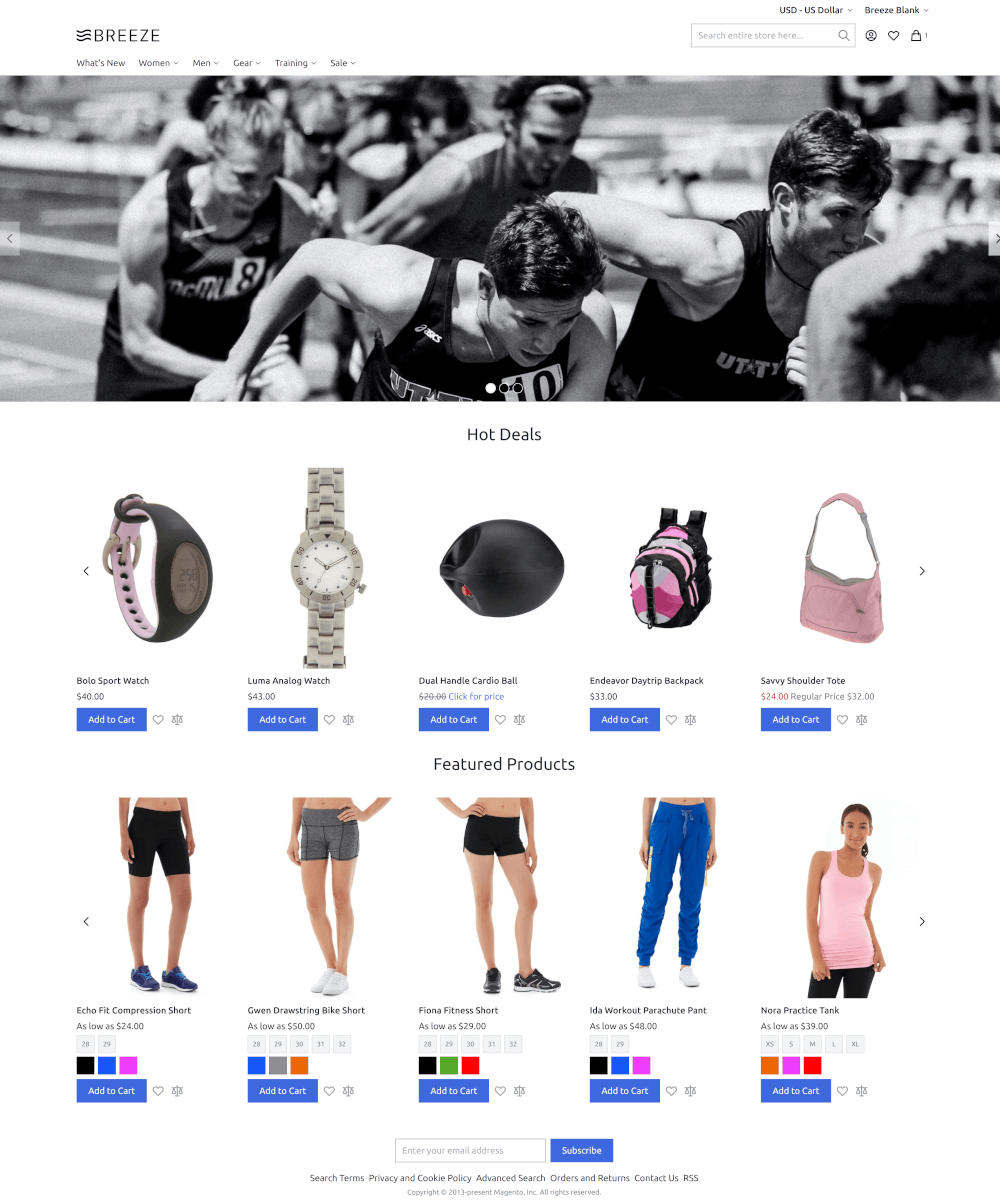 USD - US Dollar Breeze Blank
BREEZE
Search entire store here...
1
What's New Women Men Gear Training Sale
8
asics
UT
10
Hot Deals
Bolo Sport Watch
$40.00
Add to Cart
Luma Analog Watch
$43.00
Add to Cart
Dual Handle Cardio Ball
$20.00 Click for price
Add to Cart
Endeavor Daytrip Backpack
$33.00
Add to Cart
Savvy Shoulder Tote
$24.00 Regular Price $32.00
Add to Cart
Featured Products
Echo Fit Compression Short
As low as $24.00
28 29
Add to Cart
Gwen Drawstring Bike Short
As low as $50.00
28 29 30 31 32
Add to Cart
Fiona Fitness Short
As low as $29.00
28 29 30 31 32
Add to Cart
Ida Workout Parachute Pant
As low as $48.00
28 29
Add to Cart
Nora Practice Tank
As low as $39.00
XS S M L XL
Add to Cart
Enter your email address Subscribe
Search Terms Privacy and Cookie Policy Advanced Search Orders and Returns Contact Us RSS
Copyright © 2013-present Magento, Inc. All rights reserved.